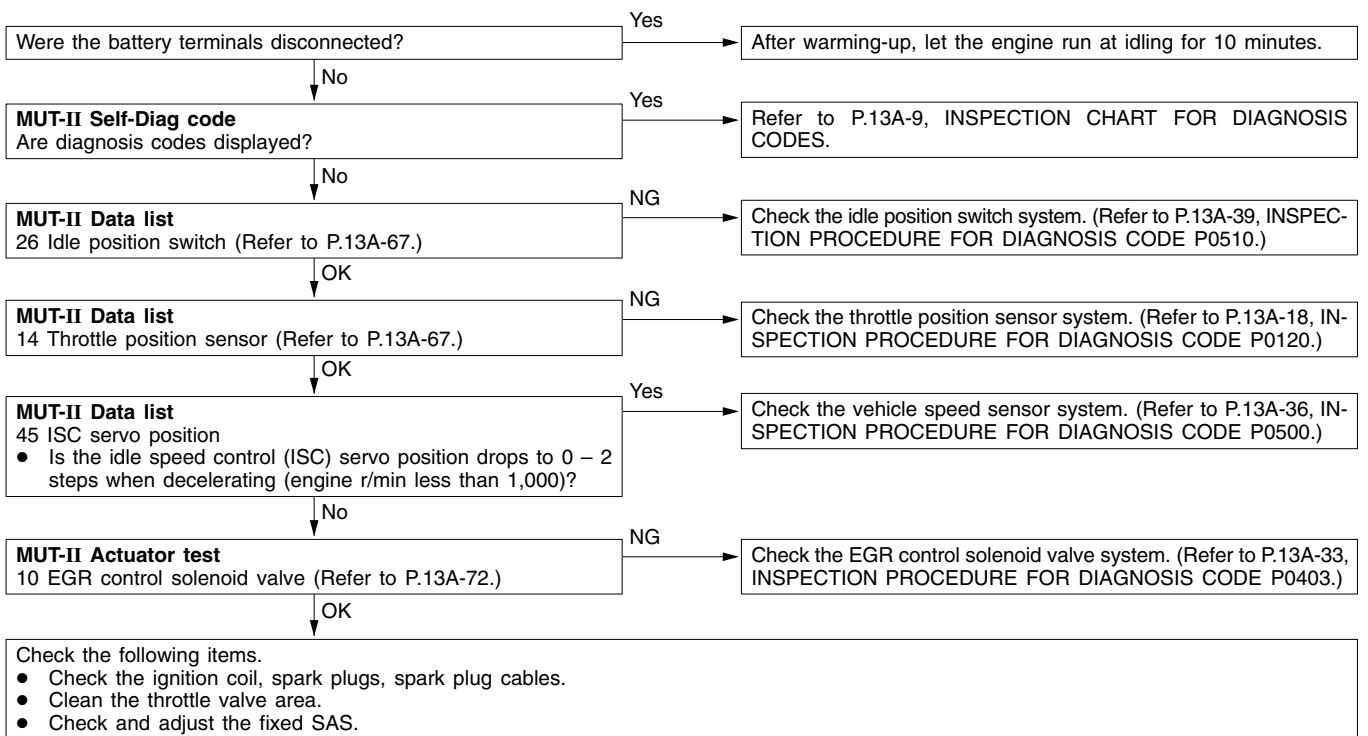 Were the battery terminals disconnected?
Yes
After warming-up, let the engine run at idling for 10 minutes.
No
MUT-II Self-Diag code
Are diagnosis codes displayed?
Yes
Refer to P.13A-9, INSPECTION CHART FOR DIAGNOSIS
CODES.
No
MUT-II Data list
26 Idle position switch (Refer to P.13A-67.)
NG
Check the idle position switch system. (Refer to P.13A-39, INSPEC-
TION PROCEDURE FOR DIAGNOSIS CODE P0510.)
OK
MUT-II Data list
14 Throttle position sensor (Refer to P.13A-67.)
NG
Check the throttle position sensor system. (Refer to P.13A-18, IN-
SPECTION PROCEDURE FOR DIAGNOSIS CODE P0120.)
OK
MUT-II Data list
45 ISC servo position
● Is the idle speed control (ISC) servo position drops to 0 – 2
steps when decelerating (engine r/min less than 1,000)?
Yes
Check the vehicle speed sensor system. (Refer to P.13A-36, IN-
SPECTION PROCEDURE FOR DIAGNOSIS CODE P0500.)
No
MUT-II Actuator test
10 EGR control solenoid valve (Refer to P.13A-72.)
NG
Check the EGR control solenoid valve system. (Refer to P.13A-33,
INSPECTION PROCEDURE FOR DIAGNOSIS CODE P0403.)
OK
Check the following items.
● Check the ignition coil, spark plugs, spark plug cables.
● Clean the throttle valve area.
● Check and adjust the fixed SAS.